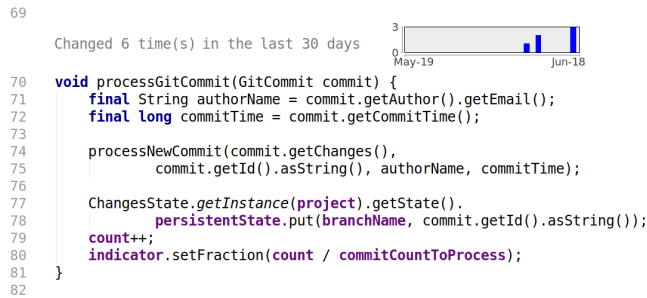 69
Changed 6 time(s) in the last 30 days
3
0
May-19 Jun-18
70 void processGitCommit(GitCommit commit) {
71 final String authorName = commit.getAuthor().getEmail();
72 final long commitTime = commit.getCommitTime();
73
74 processNewCommit(commit.getChanges(),
75 commit.getId().asString(), authorName, commitTime);
76
77 ChangesState.getInstance(project).getState().
78 persistentState.put(branchName, commit.getId().asString());
79 count++;
80 indicator.setFraction(count / commitCountToProcess);
81 }
82